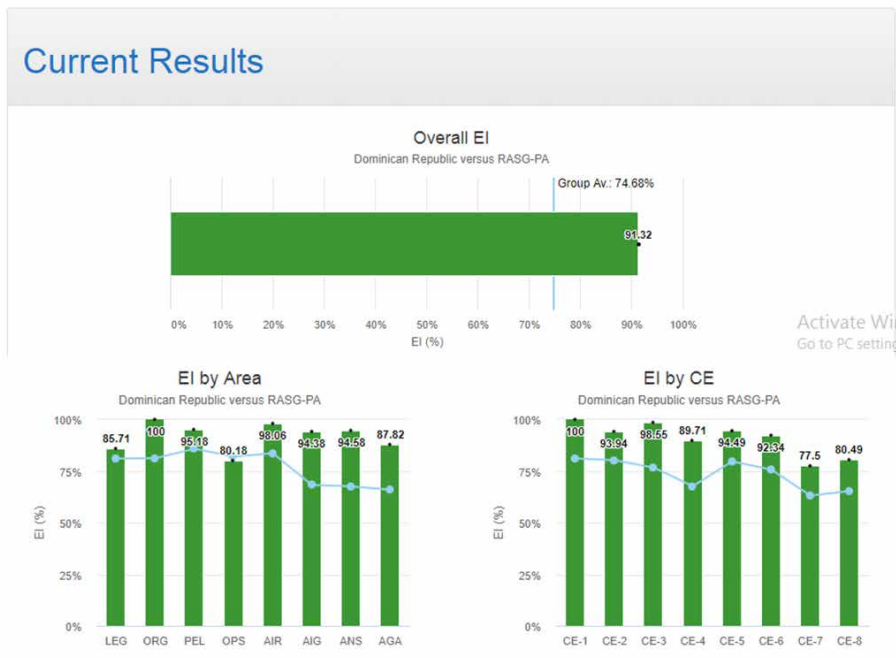 Current Results
Overall EI
Dominican Republic versus RASG-PA
Group Av.: 74.68%
91.32
0% 10% 20% 30% 40% 50% 60% 70% 80% 90% 100%
EI (%)
Activate Wi
Go to PC setting
EI by Area
Dominican Republic versus RASG-PA
100%
75%
50%
25%
0%
EI (%)
85.71 100 95.18 80.18 98.06 94.38 94.58 87.82
LEG ORG PEL OPS AIR AIG ANS AGA
EI by CE
Dominican Republic versus RASG-PA
100%
75%
50%
25%
0%
EI (%)
100 93.94 98.55 89.71 94.49 92.34 77.5 80.49
CE-1 CE-2 CE-3 CE-4 CE-5 CE-6 CE-7 CE-8